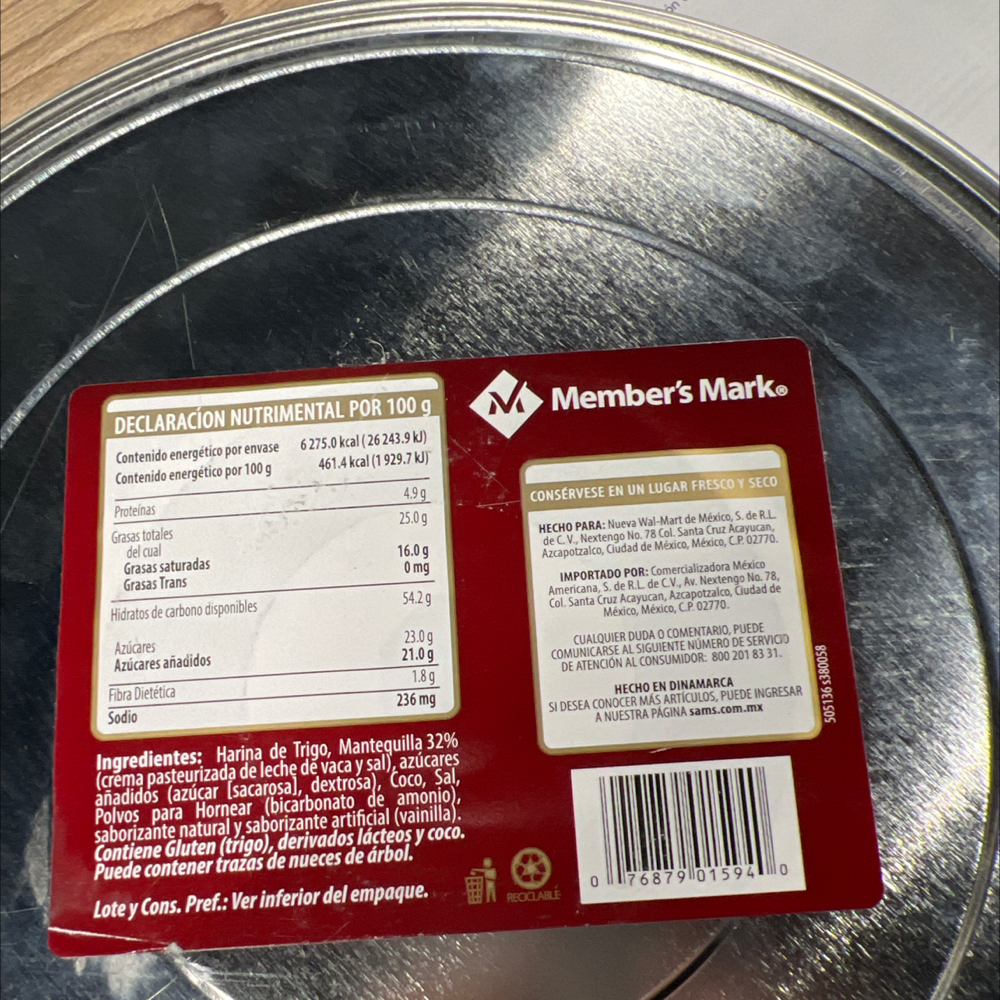 DECLARACÍON NUTRIMENTAL POR 100 g
Contenido energético por envase 6 275.0 kcal ( 26 243.9 kJ)
Contenido energético por 100 g 461.4 kcal (1 929.7 kJ)
Proteínas 4.9 g
Grasas totales 25.0 g
del cual
Grasas saturadas 16.0 g
Grasas Trans 0 mg
Hidratos de carbono disponibles 54.2 g
Azúcares 23.0 g
Azúcares añadidos 21.0 g
Fibra Dietética 1.8 g
Sodio 236 mg
Ingredientes: Harina de Trigo, Mantequilla 32%
(crema pasteurizada de leche de vaca y sal), azúcares
añadidos (azúcar [sacarosa], dextrosa), Coco, Sal,
Polvos para Hornear (bicarbonato de amonio),
saborizante natural y saborizante artificial (vainilla).
Contiene Gluten (trigo), derivados lácteos y coco.
Puede contener trazas de nueces de árbol.
Lote y Cons. Pref.: Ver inferior del empaque.
Member's Mark®
CONSÉRVESE EN UN LUGAR FRESCO Y SECO
HECHO PARA: Nueva Wal-Mart de México, S. de R.L.
de C. V., Nextengo No. 78 Col. Santa Cruz Acayucan,
Azcapotzalco, Ciudad de México, México, C.P. 02770.
IMPORTADO POR: Comercializadora México
Americana, S. de R.L. de C.V., Av. Nextengo No. 78,
Col. Santa Cruz Acayucan, Azcapotzalco, Ciudad de
México, México, C.P. 02770.
CUALQUIER DUDA O COMENTARIO, PUEDE
COMUNICARSE AL SIGUIENTE NÚMERO DE SERVICIO
DE ATENCIÓN AL CONSUMIDOR: 800 201 83 31.
HECHO EN DINAMARCA
SI DESEA CONOCER MÁS ARTÍCULOS, PUEDE INGRESAR
A NUESTRA PÁGINA sams.com.mx
505136 s380058
RECICLABLE
0 76879 01594 0